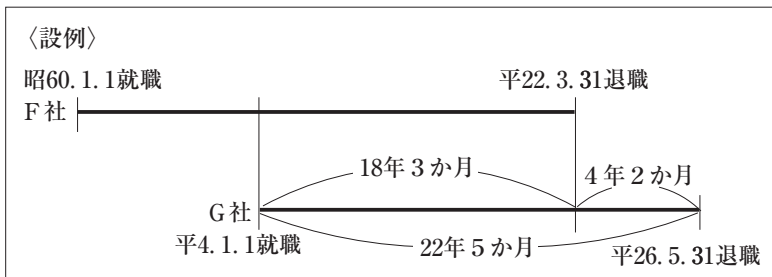 〈設例〉
昭60.1.1就職
平22.3.31退職
F社
18年3か月
4年2か月
G社
平4.1.1就職
22年5か月
平26.5.31退職